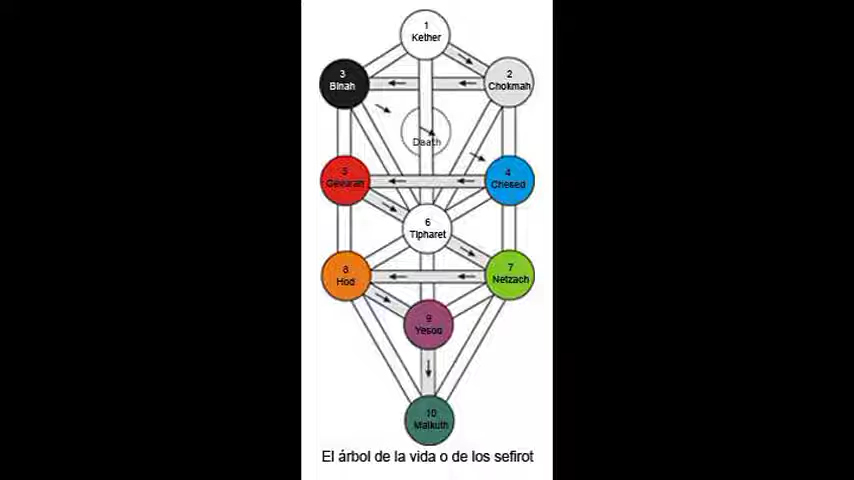 1
Kether
2
Chokmah
3
Binah
Daath
4
Chesed
5
Gevurah
6
Tipharet
7
Netzach
8
Hod
9
Yesod
10
Malkuth
El árbol de la vida o de los sefirot